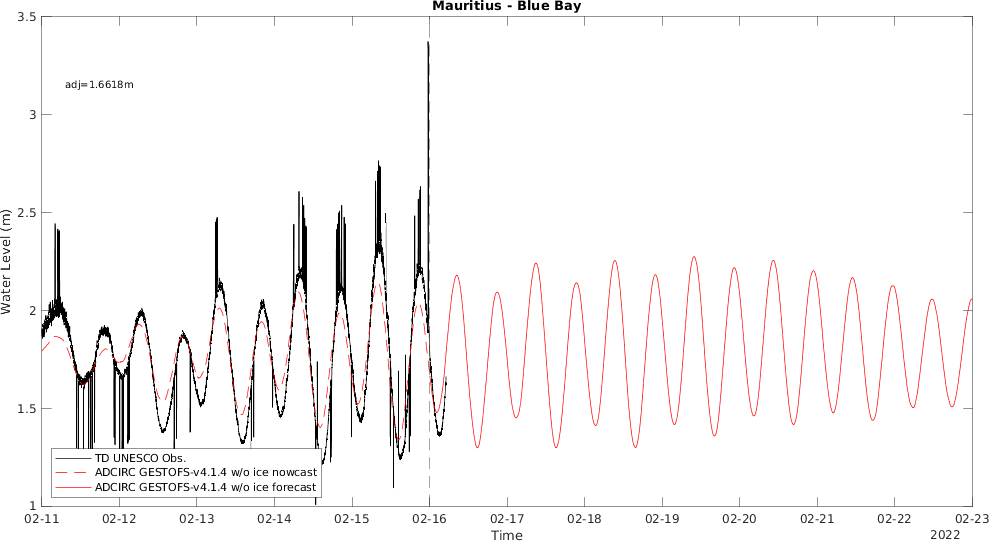 Mauritius - Blue Bay
3.5
adj=1.6618m
3
2.5
Water Level (m)
2
1.5
TD UNESCO Obs.
ADCIRC GESTOFS-v4.1.4 w/o ice nowcast
ADCIRC GESTOFS-v4.1.4 w/o ice forecast
1
02-11 02-12 02-13 02-14 02-15 02-16 02-17 02-18 02-19 02-20 02-21 02-22 02-23
Time
2022